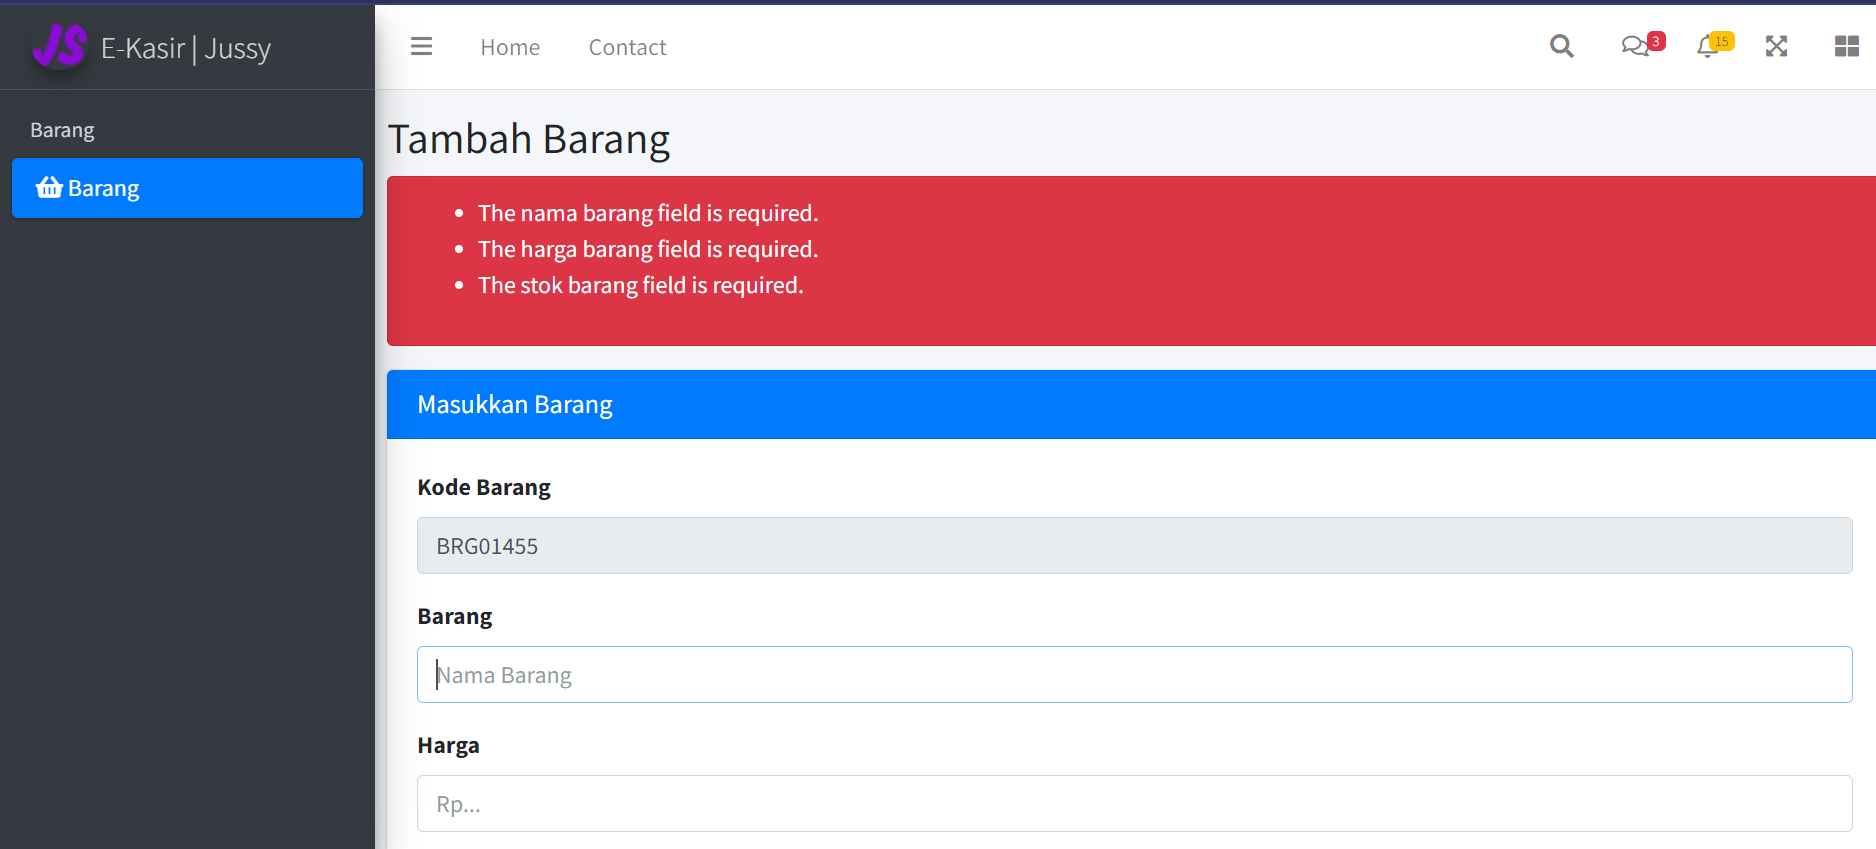 JS E-Kasir | Jussy
Home
Contact
3
15
Barang
Barang
Tambah Barang
• The nama barang field is required.
• The harga barang field is required.
• The stok barang field is required.
Masukkan Barang
Kode Barang
BRG01455
Barang
Nama Barang
Harga
Rp...